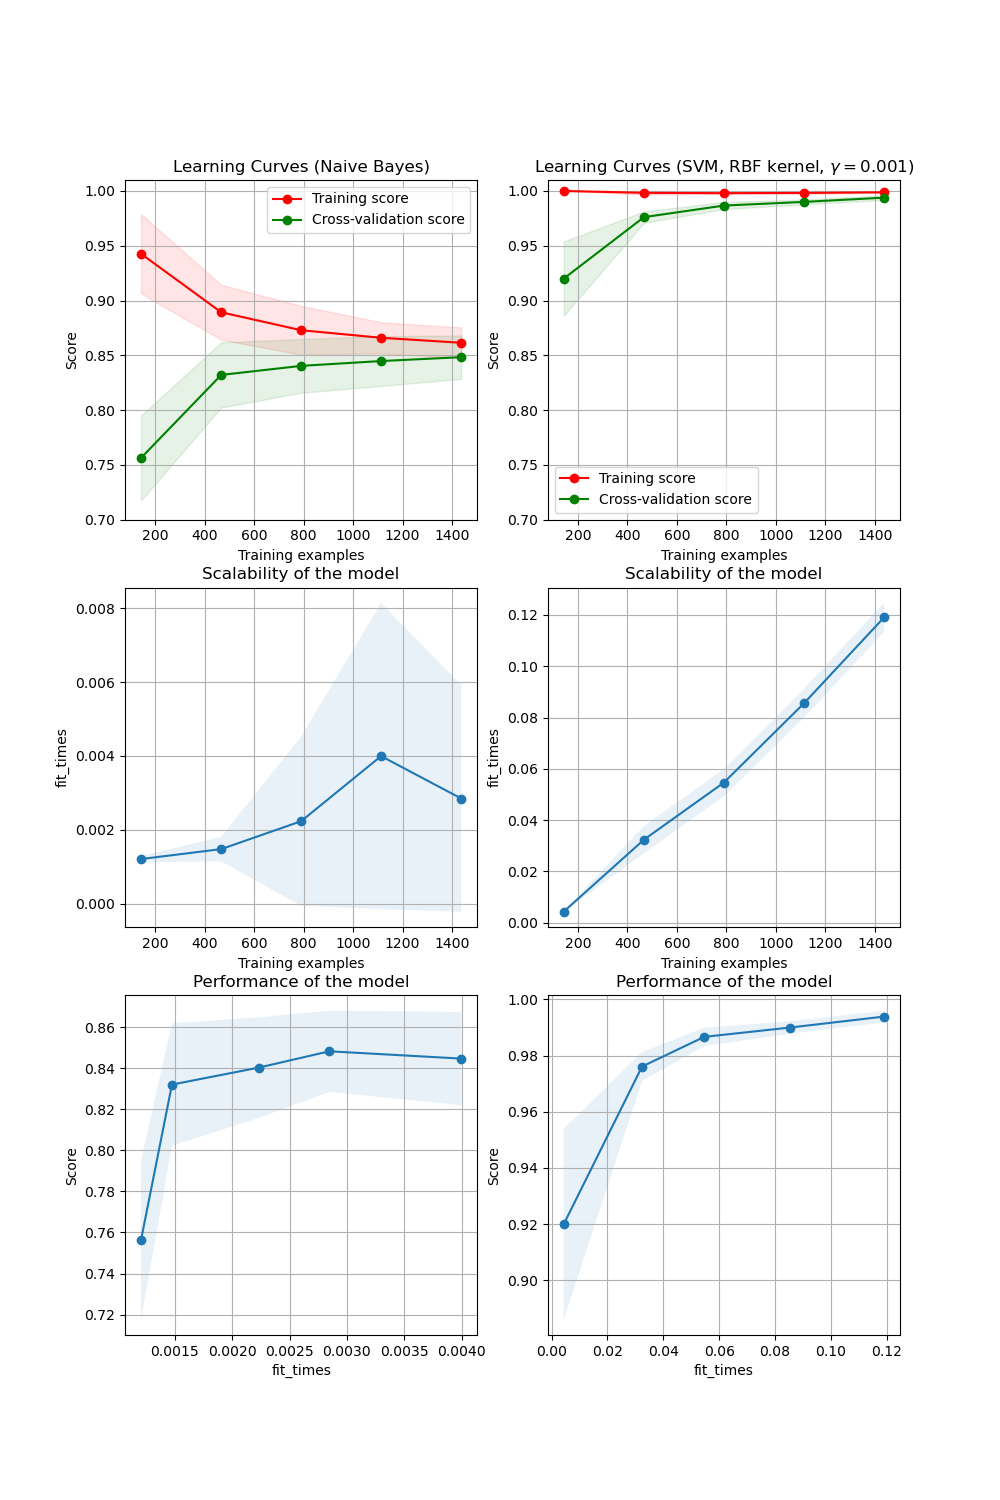 Learning Curves (Naive Bayes)
1.00
0.95
0.90
0.85
0.80
0.75
0.70
Score
Training score
Cross-validation score
200 400 600 800 1000 1200 1400
Training examples
Learning Curves (SVM, RBF kernel, γ = 0.001)
1.00
0.95
0.90
0.85
0.80
0.75
0.70
Score
Training score
Cross-validation score
200 400 600 800 1000 1200 1400
Training examples
Scalability of the model
0.008
0.006
0.004
0.002
0.000
fit_times
200 400 600 800 1000 1200 1400
Training examples
Scalability of the model
0.12
0.10
0.08
0.06
0.04
0.02
0.00
fit_times
200 400 600 800 1000 1200 1400
Training examples
Performance of the model
0.86
0.84
0.82
0.80
0.78
0.76
0.74
0.72
Score
0.0015 0.0020 0.0025 0.0030 0.0035 0.0040
fit_times
Performance of the model
1.00
0.98
0.96
0.94
0.92
0.90
Score
0.00 0.02 0.04 0.06 0.08 0.10 0.12
fit_times